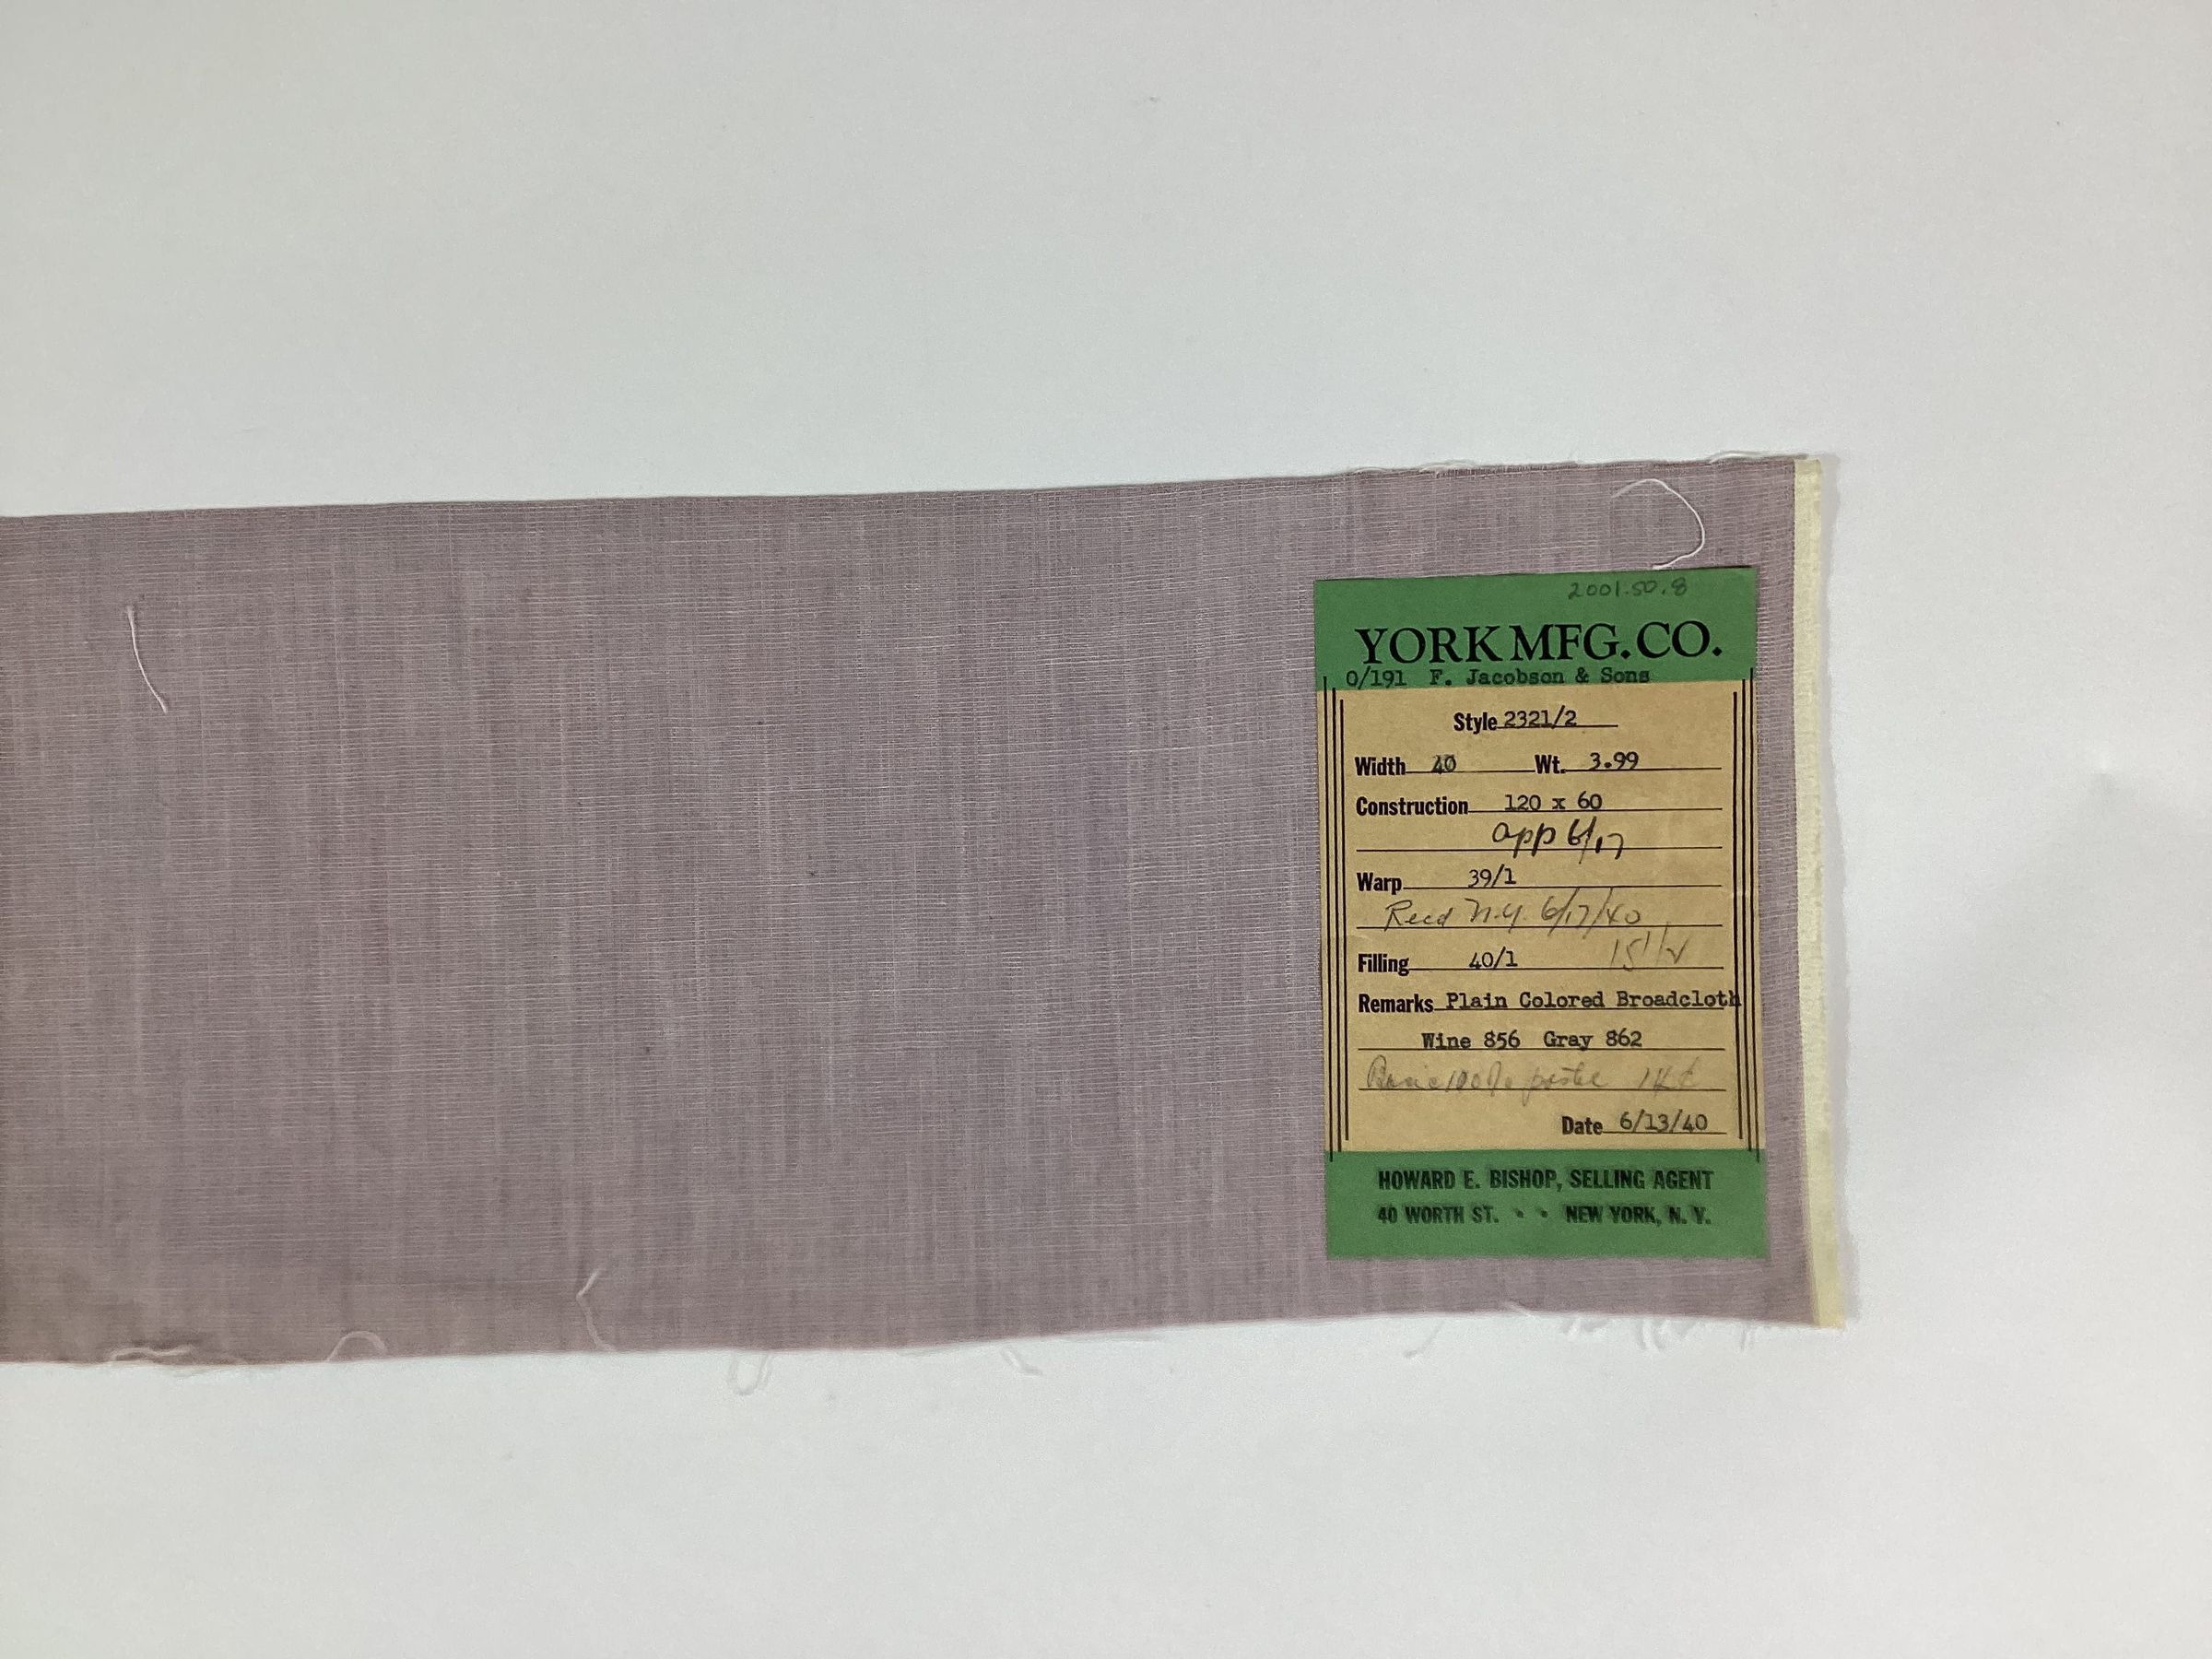 2001.50.8
YORK MFG. CO.
0/191 F. Jacobson & Sons
Style 2321/2
Width 40 Wt. 3.99
Construction 120 x 60
app 6/17
Warp 39/1
Recd N.Y. 6/17/40
Filling 40/1 15 1/2
Remarks Plain Colored Broadcloth
Wine 856 Gray 862
14¢
Date 6/13/40
HOWARD E. BISHOP, SELLING AGENT
40 WORTH ST. • • NEW YORK, N. Y.